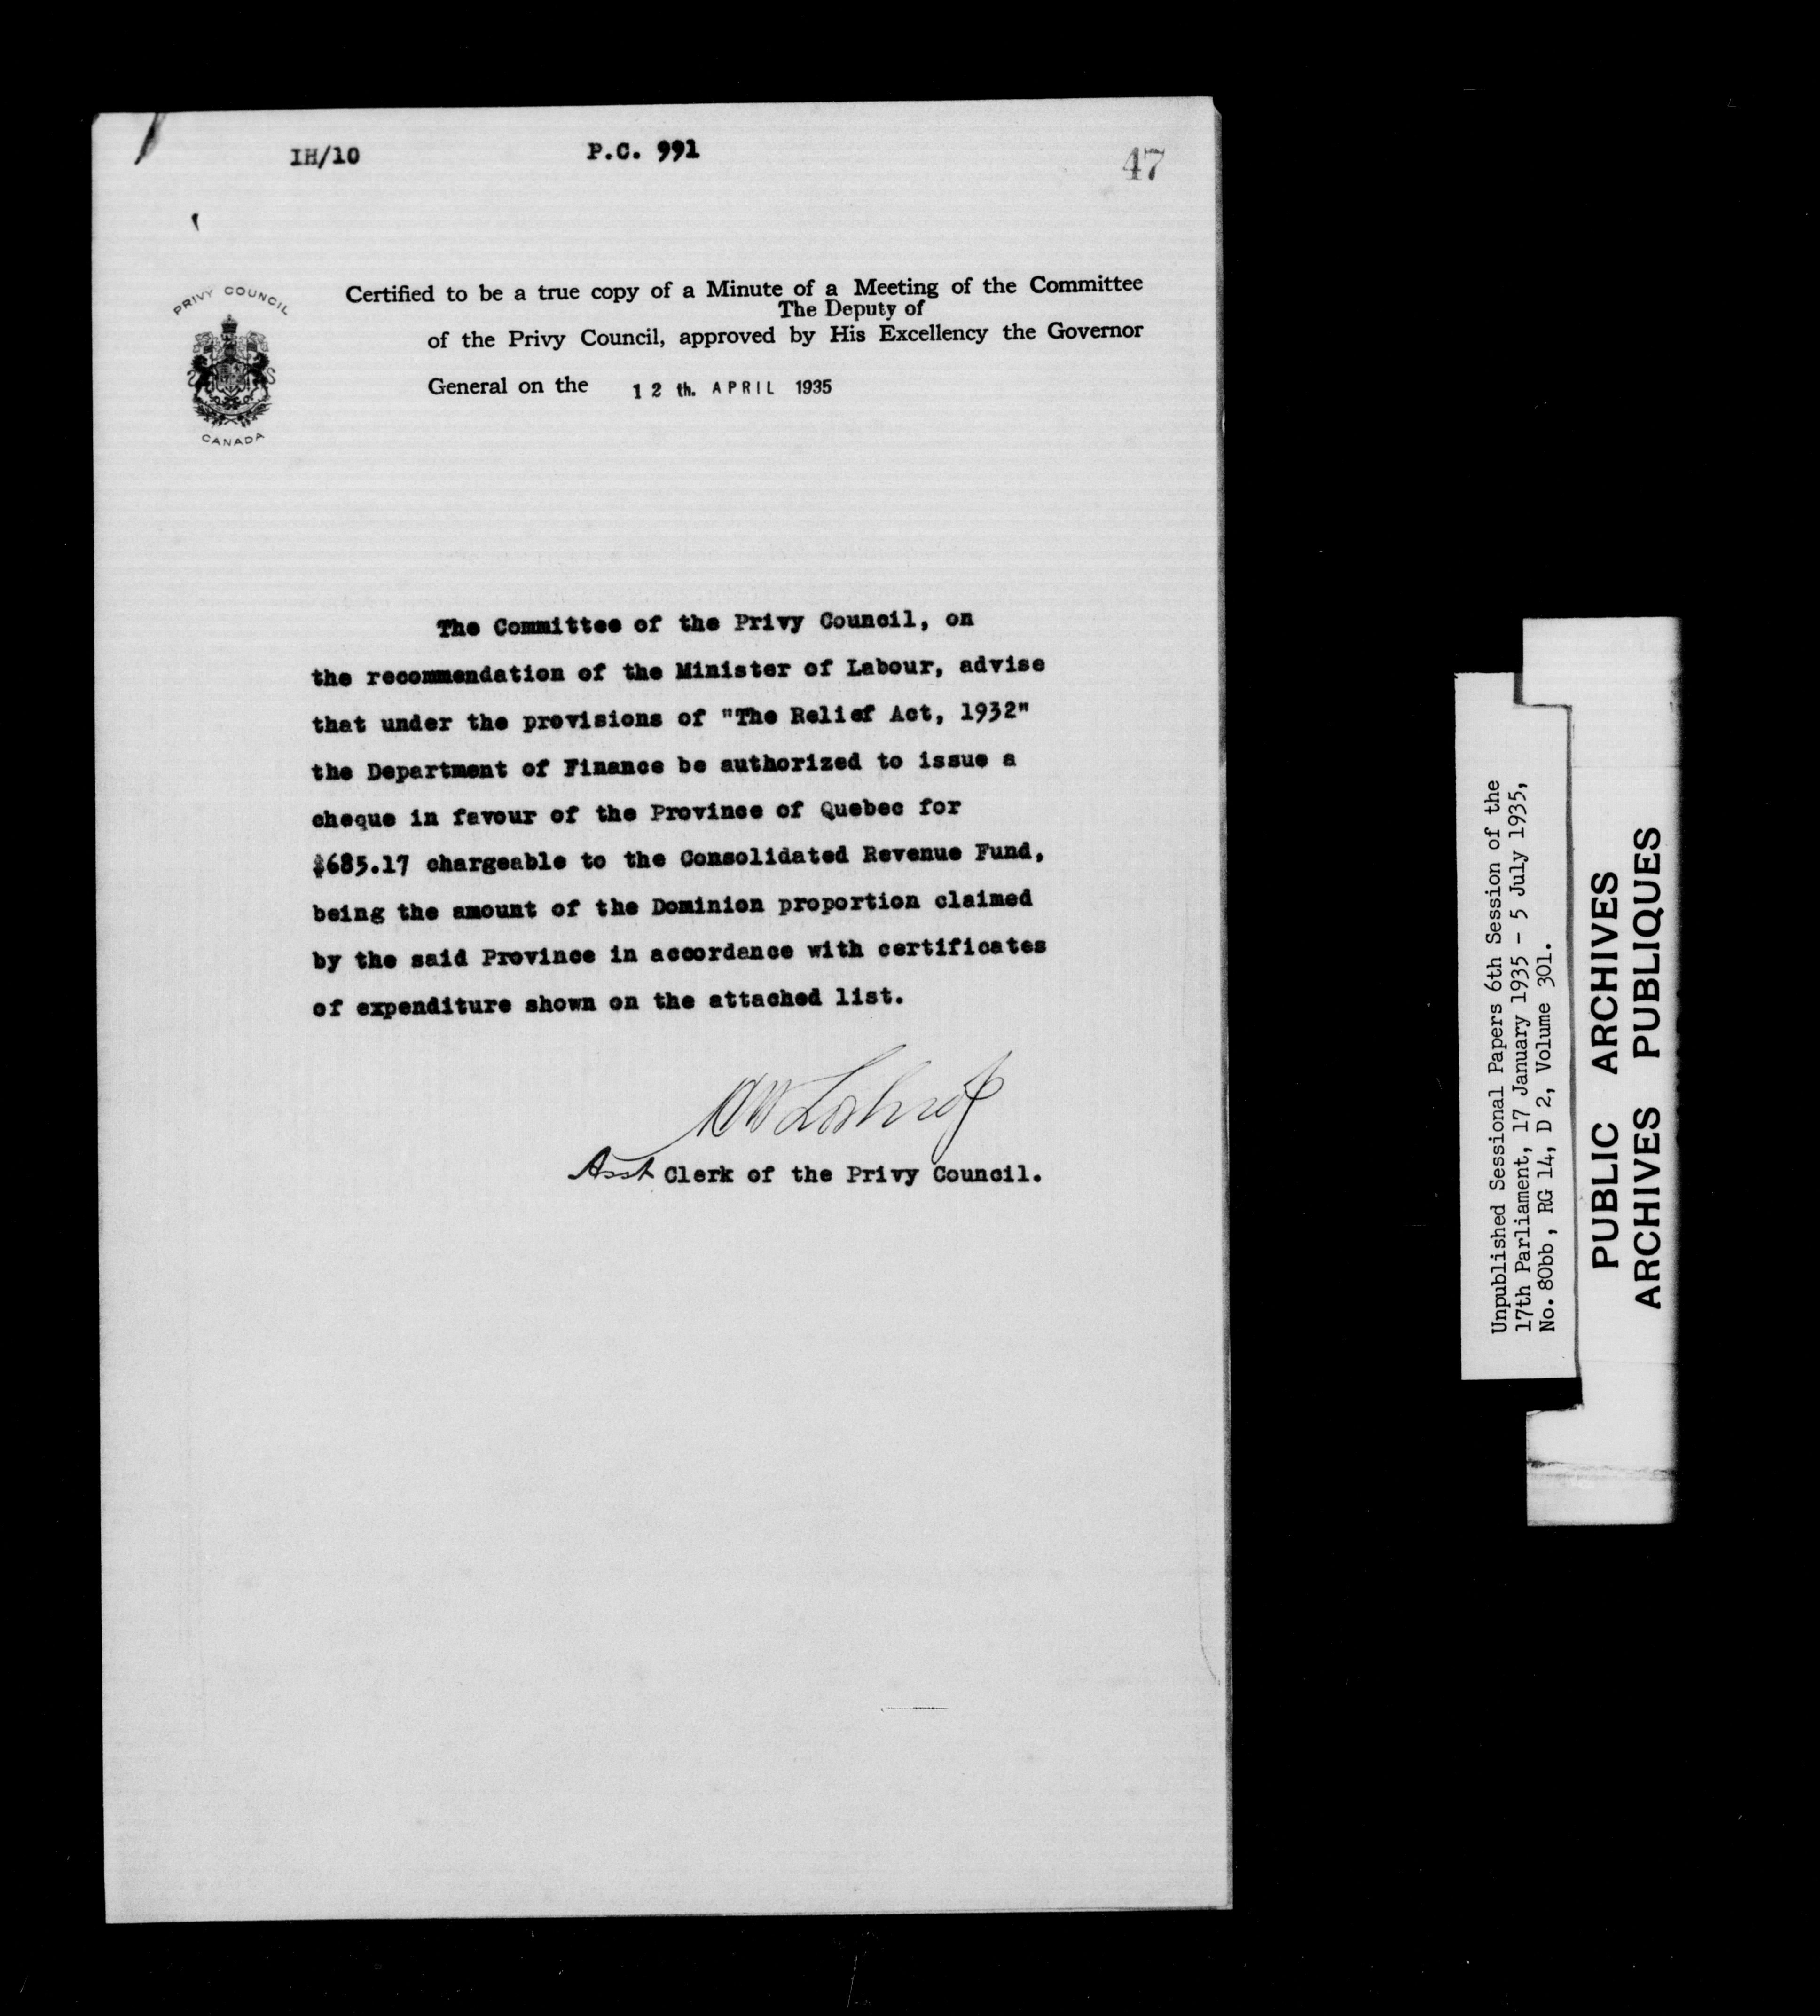 IH/10 P.C. 991 47
PRIVY COUNCIL
CANADA
Certified to be a true copy of a Minute of a Meeting of the Committee
The Deputy of
of the Privy Council, approved by His Excellency the Governor
General on the 12 th. APRIL 1935
The Committee of the Privy Council, on
the recommendation of the Minister of Labour, advise
that under the provisions of "The Relief Act, 1932"
the Department of Finance be authorized to issue a
cheque in favour of the Province of Quebec for
$685.17 chargeable to the Consolidated Revenue Fund,
being the amount of the Dominion proportion claimed
by the said Province in accordance with certificates
of expenditure shown on the attached list.
Asst Clerk of the Privy Council.
Unpublished Sessional Papers 6th Session of the
17th Parliament, 17 January 1935 - 5 July 1935,
No. 80bb, RG 14, D 2, Volume 301.
PUBLIC ARCHIVES
ARCHIVES PUBLIQUES